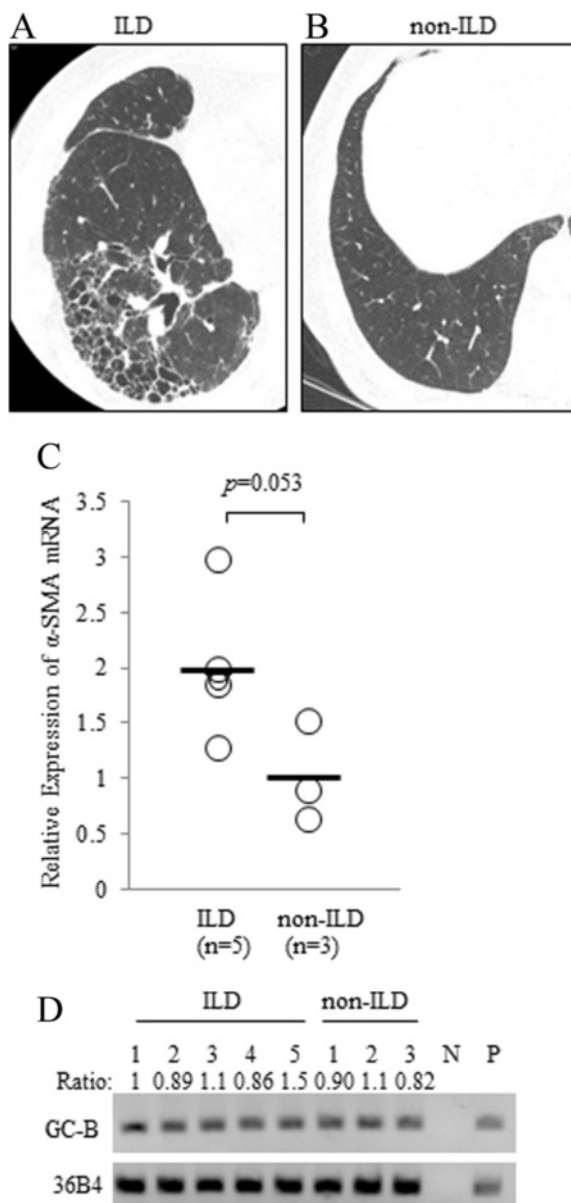 A ILD B non-ILD
C
p=0.053
Relative Expression of α-SMA mRNA
3.5
3
2.5
2
1.5
1
0.5
0
ILD non-ILD
(n=5) (n=3)
D ILD non-ILD
1 2 3 4 5 1 2 3 N P
Ratio: 1 0.89 1.1 0.86 1.5 0.90 1.1 0.82
GC-B
36B4